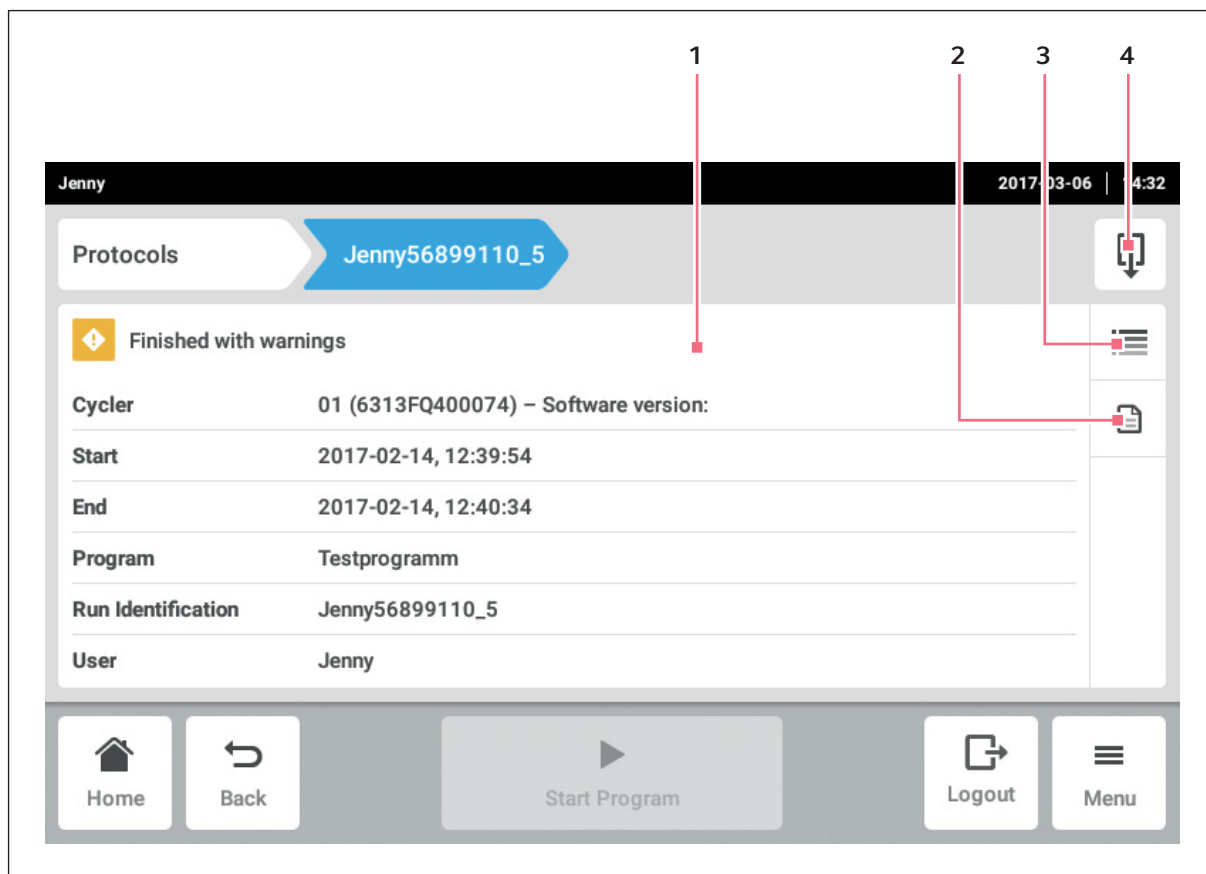 1 2 3 4
Jenny 2017-03-06 14:32
Protocols Jenny56899110_5
Finished with warnings
Cycler 01 (6313FQ400074) – Software version:
Start 2017-02-14, 12:39:54
End 2017-02-14, 12:40:34
Program Testprogramm
Run Identification Jenny56899110_5
User Jenny
Home Back Start Program Logout Menu